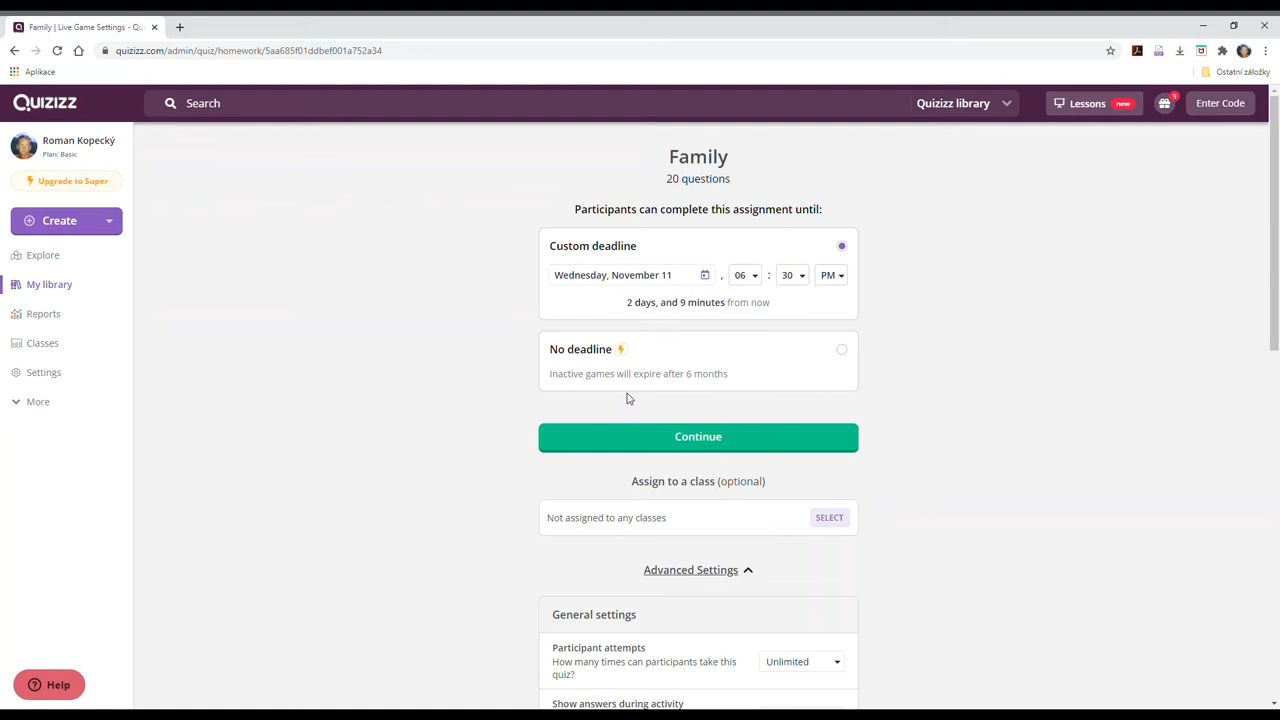 Family | Live Game Settings - Qu
quizizz.com/admin/quiz/homework/5aa685f01ddbef001a752a34
Aplikace
Ostatní záložky
QUIZIZZ
Search
Quizizz library
Lessons new
9
Enter Code
Roman Kopecký
Plan: Basic
Upgrade to Super
Create
Explore
My library
Reports
Classes
Settings
More
Help
Family
20 questions
Participants can complete this assignment until:
Custom deadline
Wednesday, November 11 , 06 : 30 PM
2 days, and 9 minutes from now
No deadline
Inactive games will expire after 6 months
Continue
Assign to a class (optional)
Not assigned to any classes SELECT
Advanced Settings
General settings
Participant attempts
How many times can participants take this
quiz?
Unlimited
Show answers during activity